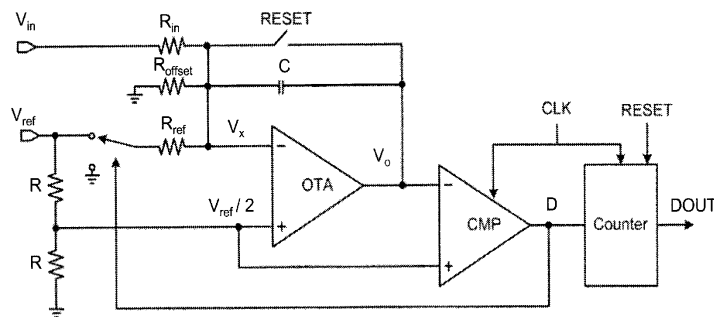 V_in
R_in
RESET
R_offset
C
V_ref
R_ref
V_x
CLK
RESET
OTA
V_o
R
V_ref / 2
D
DOUT
CMP
Counter
R